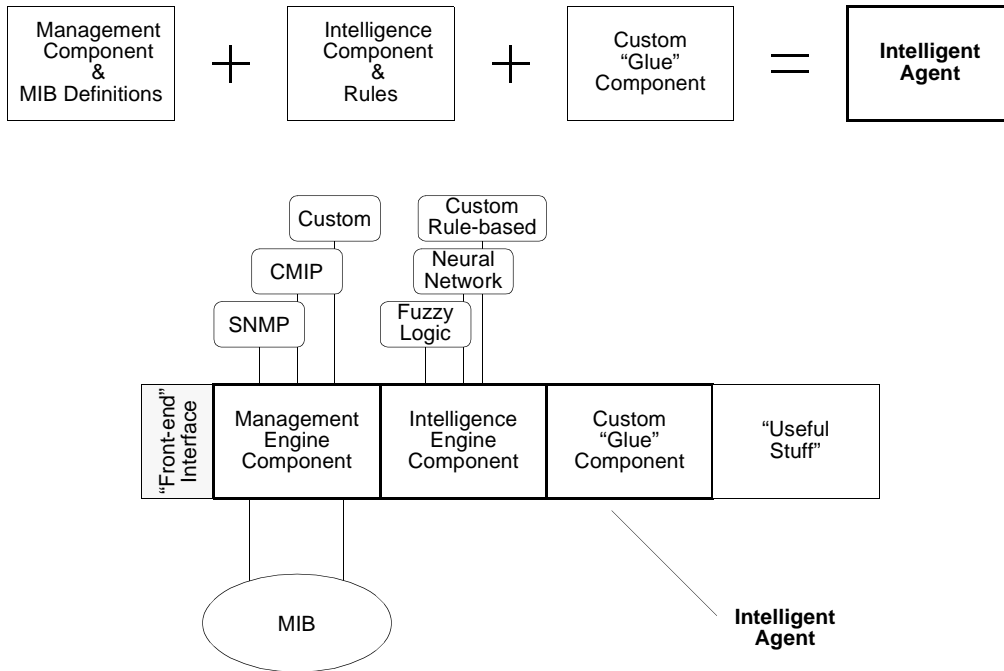 Management
Component
&
MIB Definitions
+
Intelligence
Component
&
Rules
+
Custom
“Glue”
Component
=
Intelligent
Agent
Custom
CMIP
SNMP
Custom
Rule-based
Neural
Network
Fuzzy
Logic
“Front-end”
Interface
Management
Engine
Component
Intelligence
Engine
Component
Custom
“Glue”
Component
“Useful
Stuff”
MIB
Intelligent
Agent